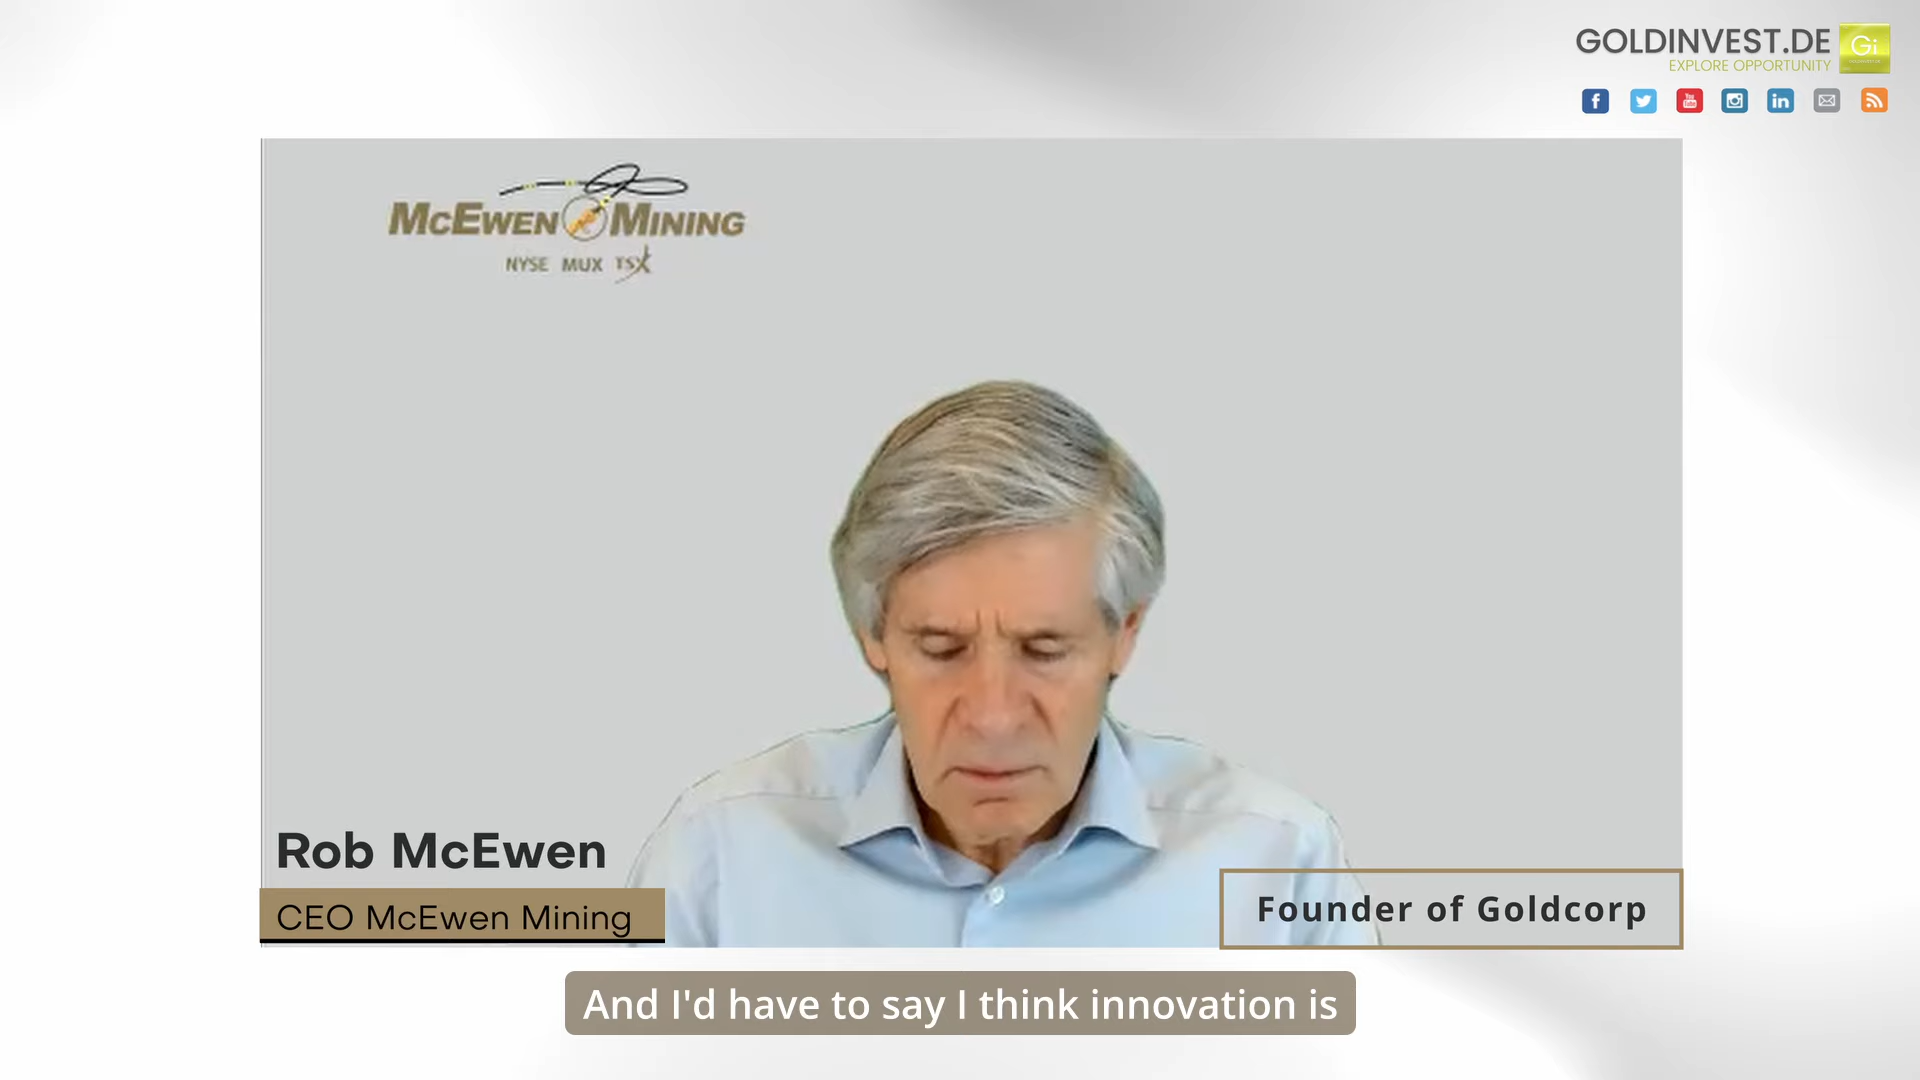 GOLDINVEST.DE
Gi
EXPLORE OPPORTUNITY
McEWEN MINING
NYSE MUX TSX
Rob McEwen
CEO McEwen Mining
Founder of Goldcorp
And I'd have to say I think innovation is